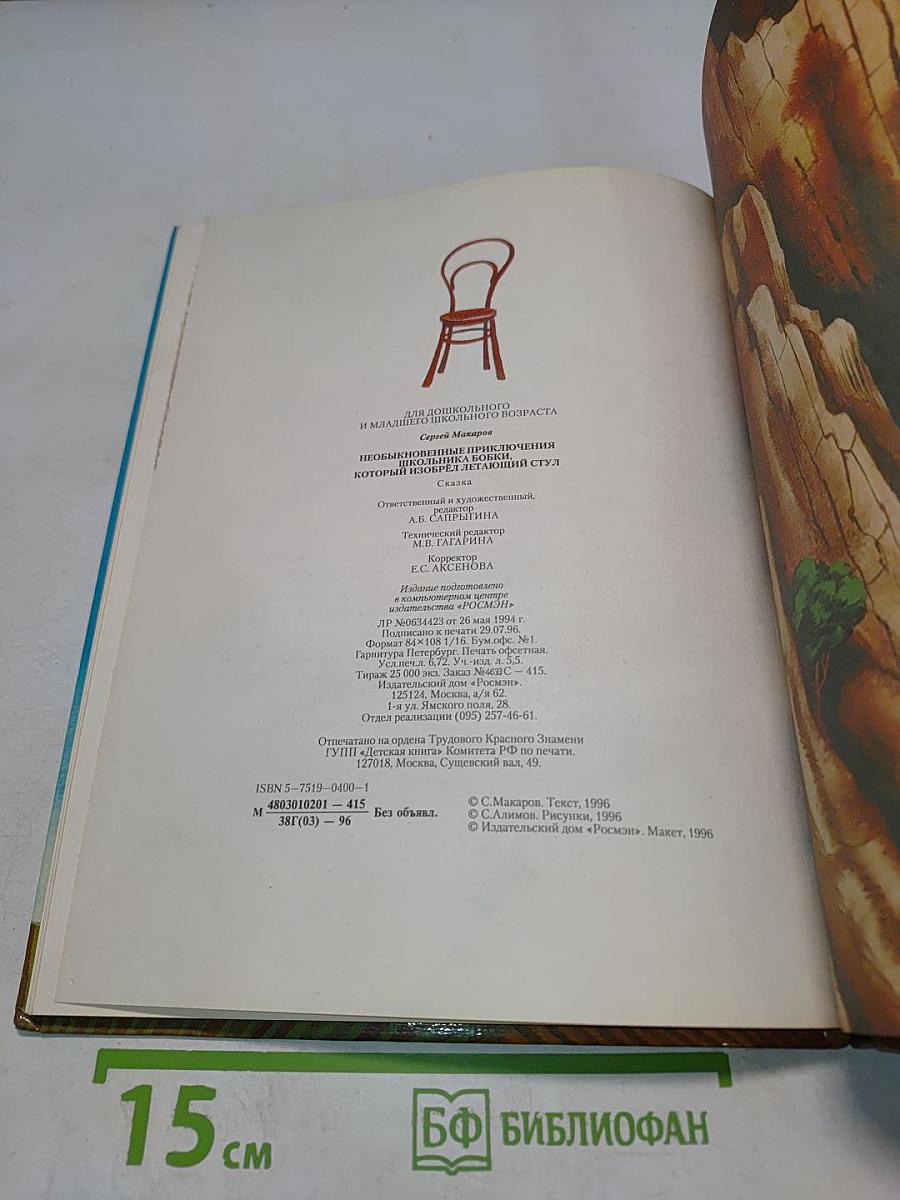 ДЛЯ ДОШКОЛЬНОГО
И МЛАДШЕГО ШКОЛЬНОГО ВОЗРАСТА
Сергей Макаров
НЕОБЫКНОВЕННЫЕ ПРИКЛЮЧЕНИЯ
ШКОЛЬНИКА БОБКИ,
КОТОРЫЙ ИЗОБРЁЛ ЛЕТАЮЩИЙ СТУЛ
Сказка
Ответственный и художественный,
редактор
А.Б. САПРЫГИНА
Технический редактор
М.В. ГАГАРИНА
Корректор
Е.С. АКСЕНОВА
Издание подготовлено
в компьютерном центре
издательства «РОСМЭН»
ЛР №0634423 от 26 мая 1994 г.
Подписано к печати 29.07.96.
Формат 84×108 1/16. Бум.офс. №1.
Гарнитура Петербург. Печать офсетная.
Усл.печ.л. 6,72. Уч.-изд. л. 5,5.
Тираж 25 000 экз. Заказ №4633 С — 415.
Издательский дом «Росмэн».
125124, Москва, а/я 62.
1-я ул. Ямского поля, 28.
Отдел реализации (095) 257-46-61.
Отпечатано на ордена Трудового Красного Знамени
ГУПП «Детская книга» Комитета РФ по печати.
127018, Москва, Сущевский вал, 49.
ISBN 5—7519—0400—1
М 4803010201 — 415
38Г(03) — 96 Без объявл.
© С.Макаров. Текст, 1996
© С.Алимов. Рисунки, 1996
© Издательский дом «Росмэн». Макет, 1996
15 см
БФ БИБЛИОФАН